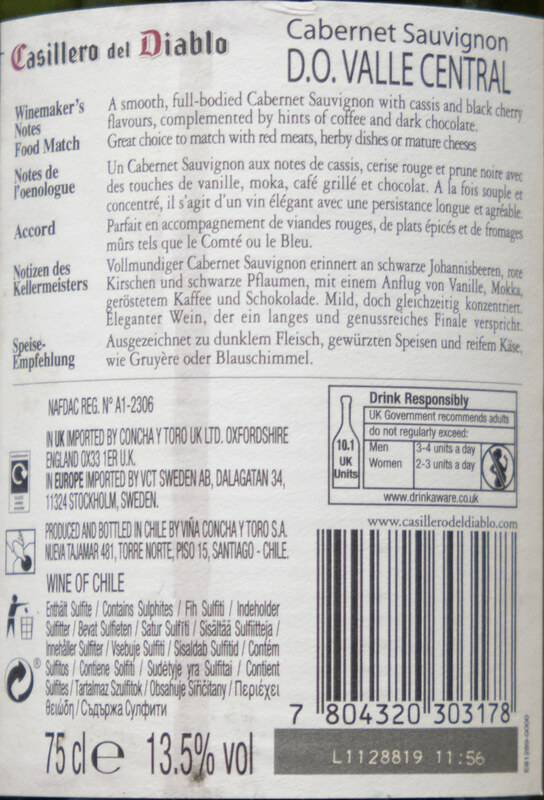 Casillero del Diablo
Cabernet Sauvignon
D.O. VALLE CENTRAL
Winemaker's Notes
A smooth, full-bodied Cabernet Sauvignon with cassis and black cherry
flavours, complemented by hints of coffee and dark chocolate.
Food Match
Great choice to match with red meats, herby dishes or mature cheeses
Notes de l'oenologue
Un Cabernet Sauvignon aux notes de cassis, cerise rouge et prune noire avec
des touches de vanille, moka, café grillé et chocolat. A la fois souple et
concentré, il s'agit d'un vin élégant avec une persistance longue et agréable.
Accord
Parfait en accompagnement de viandes rouges, de plats épicés et de fromages
mûrs tels que le Comté ou le Bleu.
Notizen des Kellermeisters
Vollmundiger Cabernet Sauvignon erinnert an schwarze Johannisbeeren, rote
Kirschen und schwarze Pflaumen, mit einem Anflug von Vanille, Mokka,
geröstetem Kaffee und Schokolade. Mild, doch gleichzeitig konzentriert.
Eleganter Wein, der ein langes und genussreiches Finale verspricht.
Speise-Empfehlung
Ausgezeichnet zu dunklem Fleisch, gewürzten Speisen und reifem Käse,
wie Gruyère oder Blauschimmel.
NAFDAC REG. N° A1-2306
IN UK IMPORTED BY CONCHA Y TORO UK LTD. OXFORDSHIRE
ENGLAND OX33 1ER U.K.
IN EUROPE IMPORTED BY VCT SWEDEN AB, DALAGATAN 34,
11324 STOCKHOLM, SWEDEN.
PRODUCED AND BOTTLED IN CHILE BY VIÑA CONCHA Y TORO S.A.
NUEVA TAJAMAR 481, TORRE NORTE, PISO 15, SANTIAGO - CHILE.
WINE OF CHILE
Enthält Sulfite / Contains Sulphites / Fih Sulfiti / Indeholder
Sulfitter / Bevat Sulfieten / Satur Sulfīti / Sisältää Sulfiitteja /
Innehåller Sulfiter / Vsebuje Sulfiti / Sisaldab Sulfitid / Contém
Sulfitos / Contiene Solfiti / Sudėtyje yra Sulfitai / Contient
Sulfites / Tartalmaz Szulfitok / Obsahuje Siřičitany / Περιέχει
θειώδη / Съдържа Сулфити
75 cl e 13.5% vol
10.1
UK
Units
Drink Responsibly
UK Government recommends adults
do not regularly exceed:
Men 3-4 units a day
Women 2-3 units a day
www.drinkaware.co.uk
www.casillerodeldiablo.com
7 804320 303178
L1128819 11:56